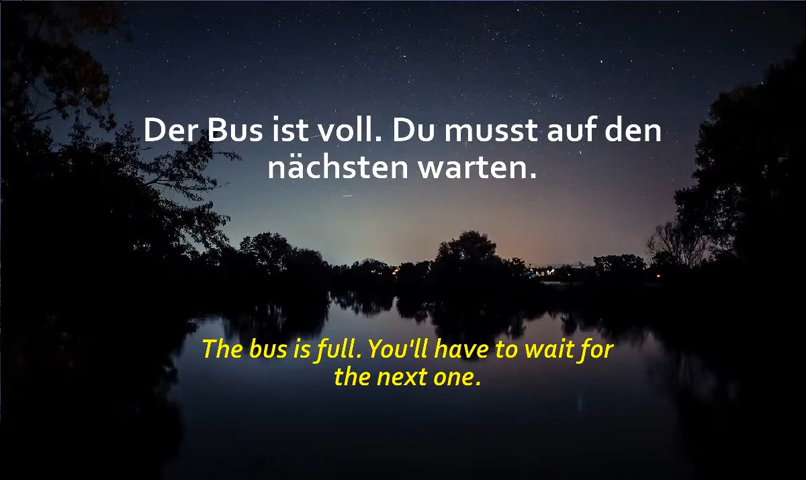 Der Bus ist voll. Du musst auf den
nächsten warten.
The bus is full. You'll have to wait for
the next one.